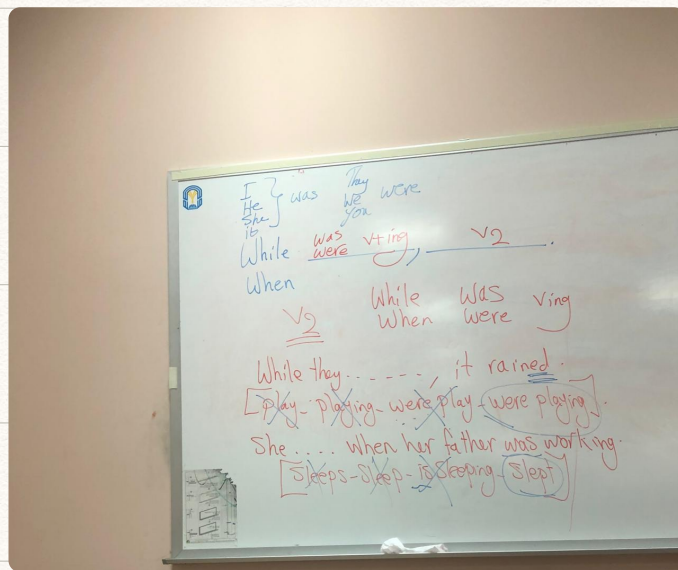 I
He } was They
She We were
it You
While was were V+ing, V2.
When
V2 While When was were Ving
While they ......, it rained.
[play - playing - were play - were playing].
She .... when her father was working.
[Sleeps - Sleep - is Sleeping - Slept]